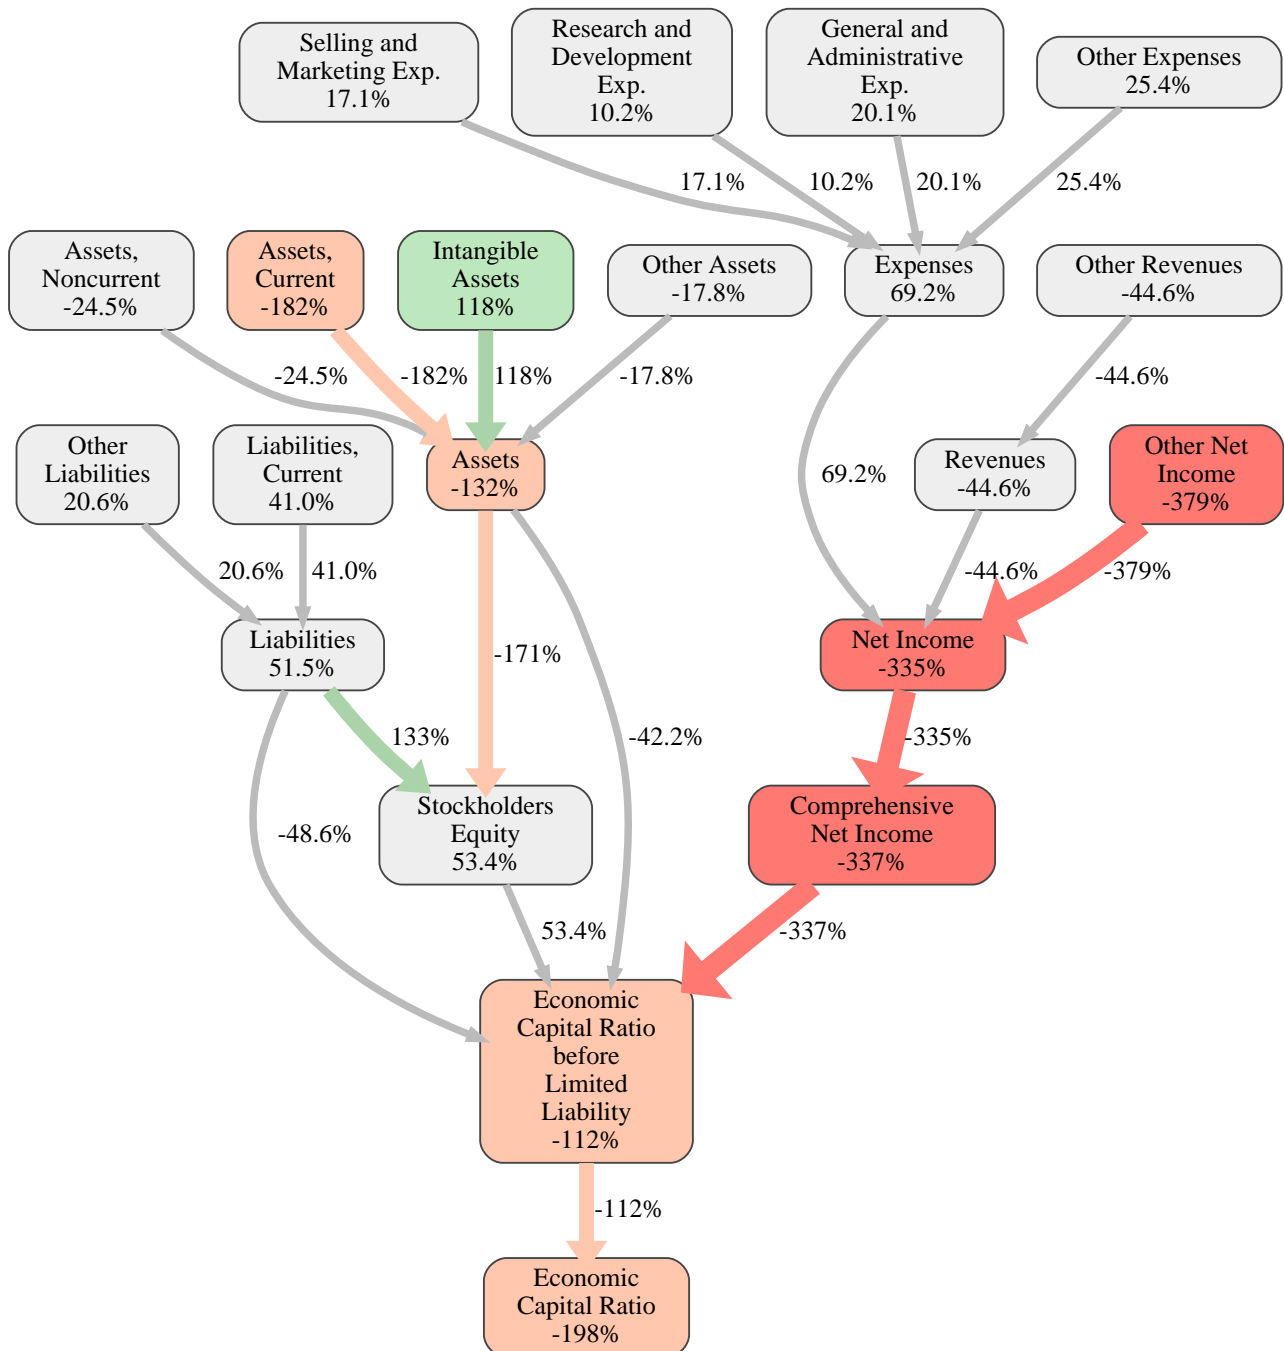 Selling and
Marketing Exp.
17.1%
Research and
Development
Exp.
10.2%
General and
Administrative
Exp.
20.1%
Other Expenses
25.4%
17.1%
10.2%
20.1%
25.4%
Assets,
Noncurrent
-24.5%
Assets,
Current
-182%
Intangible
Assets
118%
Other Assets
-17.8%
Expenses
69.2%
Other Revenues
-44.6%
-24.5%
-182%
118%
-17.8%
-44.6%
Other
Liabilities
20.6%
Liabilities,
Current
41.0%
Assets
-132%
69.2%
Revenues
-44.6%
Other Net
Income
-379%
20.6%
41.0%
-44.6%
-379%
Liabilities
51.5%
-171%
Net Income
-335%
133%
-42.2%
-335%
-48.6%
Stockholders
Equity
53.4%
Comprehensive
Net Income
-337%
53.4%
-337%
Economic
Capital Ratio
before
Limited
Liability
-112%
-112%
Economic
Capital Ratio
-198%